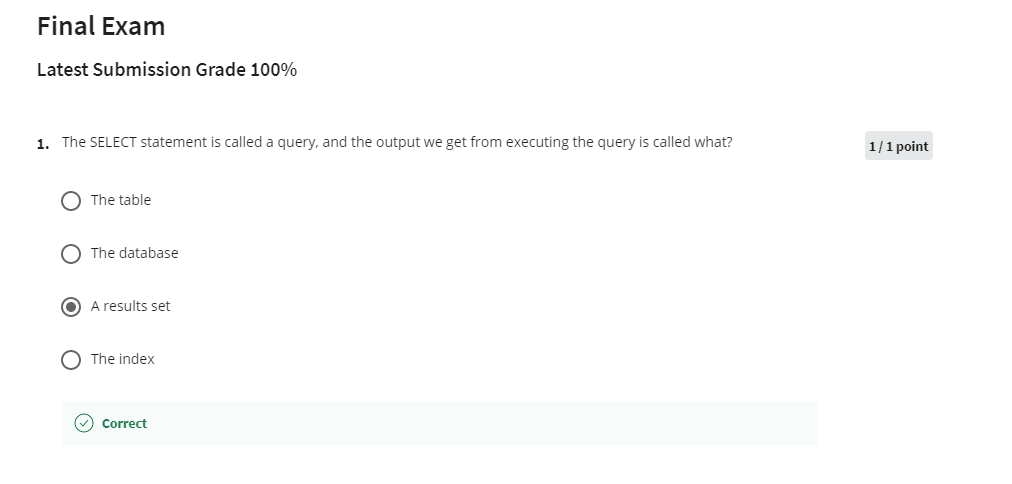 Final Exam
Latest Submission Grade 100%
1. The SELECT statement is called a query, and the output we get from executing the query is called what?
1 / 1 point
The table
The database
A results set
The index
Correct